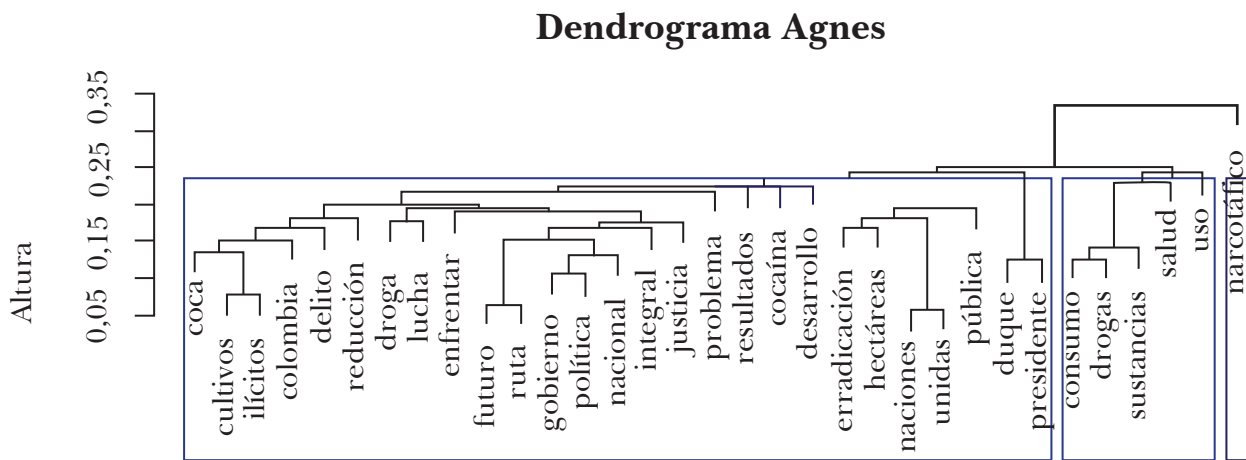 Dendrograma Agnes
Altura
0,35
0,25
0,15
0,05
coca
cultivos
ilícitos
colombia
delito
reducción
droga
lucha
enfrentar
futuro
ruta
gobierno
política
nacional
integral
justicia
problema
resultados
cocaína
desarrollo
erradicación
hectáreas
naciones
unidas
pública
duque
presidente
consumo
drogas
sustancias
salud
uso
narcotáfico